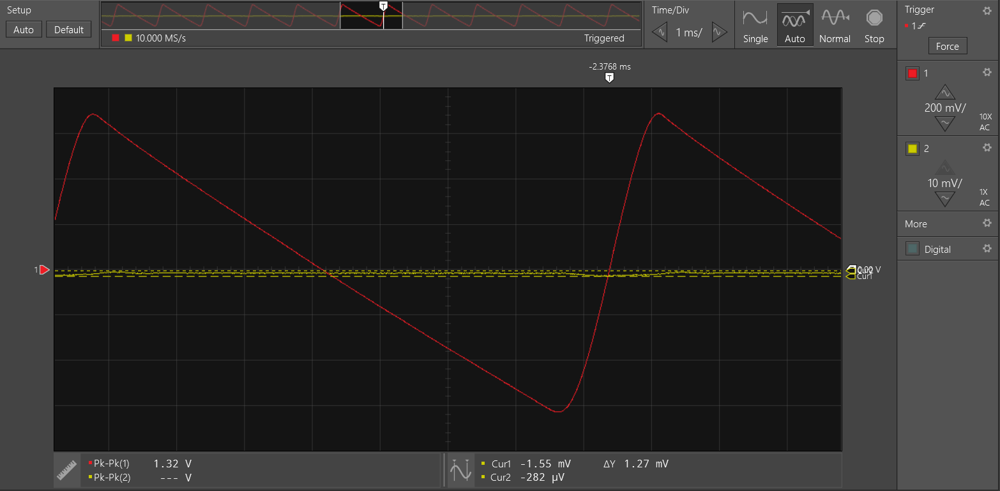 Setup
Auto
Default
T
10.000 MS/s
Triggered
Time/Div
1 ms/
Single
Auto
Normal
Stop
Trigger
1
Force
-2.3768 ms
T
1
200 mV/
10X
AC
2
10 mV/
1X
AC
More
Digital
1
0.00 V
Cur1
Pk-Pk(1) 1.32 V
Pk-Pk(2) --- V
Cur1 -1.55 mV ΔY 1.27 mV
Cur2 -282 µV